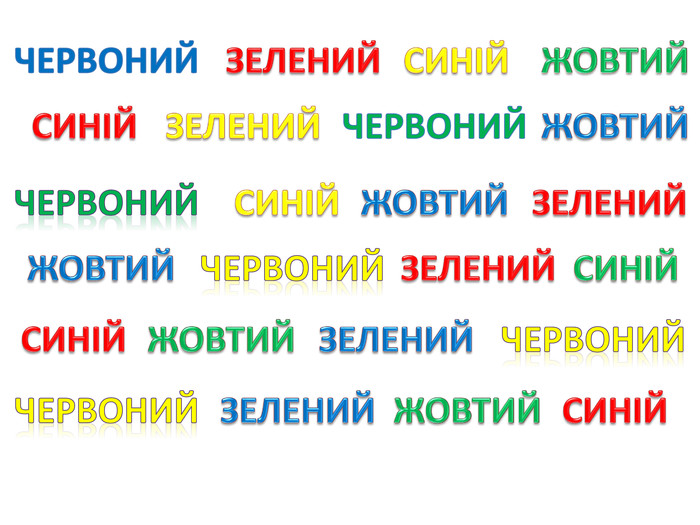 ЧЕРВОНИЙ ЗЕЛЕНИЙ СИНІЙ ЖОВТИЙ
СИНІЙ ЗЕЛЕНИЙ ЧЕРВОНИЙ ЖОВТИЙ
ЧЕРВОНИЙ СИНІЙ ЖОВТИЙ ЗЕЛЕНИЙ
ЖОВТИЙ ЧЕРВОНИЙ ЗЕЛЕНИЙ СИНІЙ
СИНІЙ ЖОВТИЙ ЗЕЛЕНИЙ ЧЕРВОНИЙ
ЧЕРВОНИЙ ЗЕЛЕНИЙ ЖОВТИЙ СИНІЙ